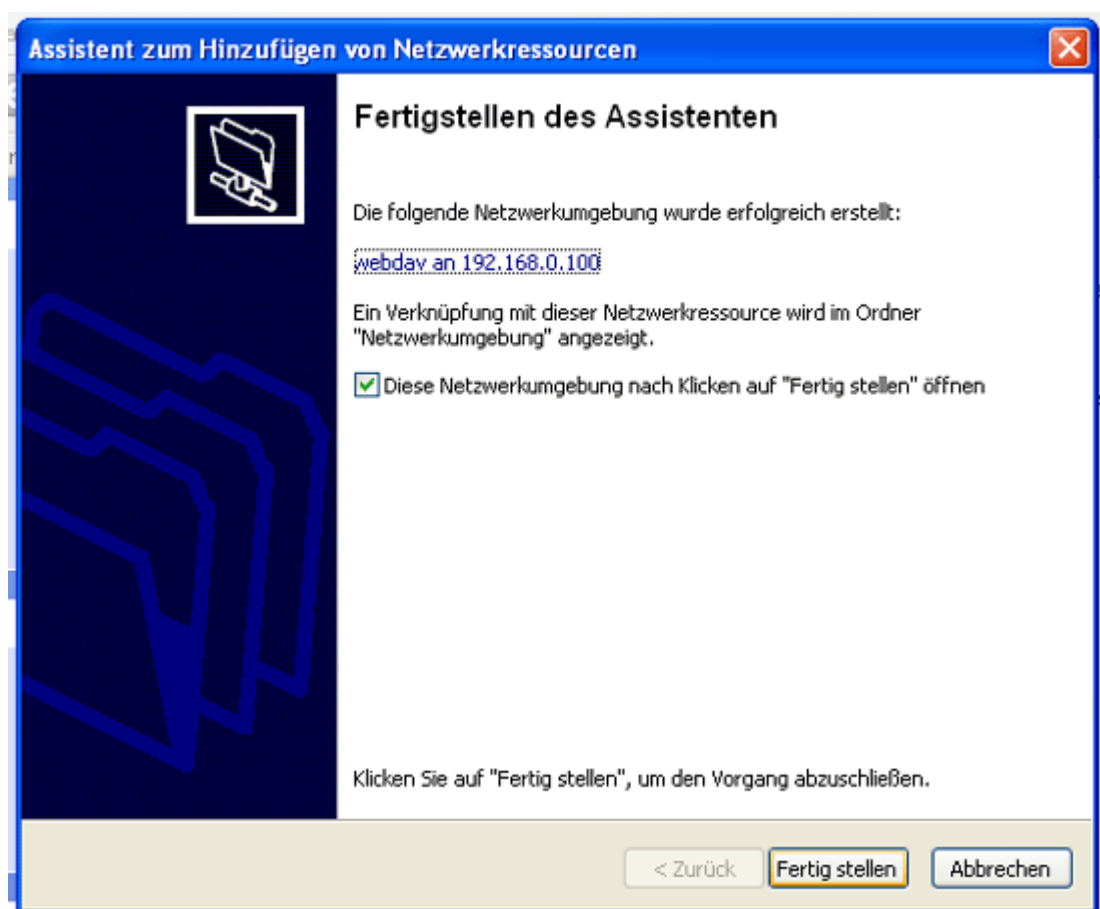 Assistent zum Hinzufügen von Netzwerkressourcen
Fertigstellen des Assistenten
Die folgende Netzwerkumgebung wurde erfolgreich erstellt:
webdav an 192.168.0.100
Ein Verknüpfung mit dieser Netzwerkressource wird im Ordner
"Netzwerkumgebung" angezeigt.
Diese Netzwerkumgebung nach Klicken auf "Fertig stellen" öffnen
Klicken Sie auf "Fertig stellen", um den Vorgang abzuschließen.
< Zurück Fertig stellen Abbrechen